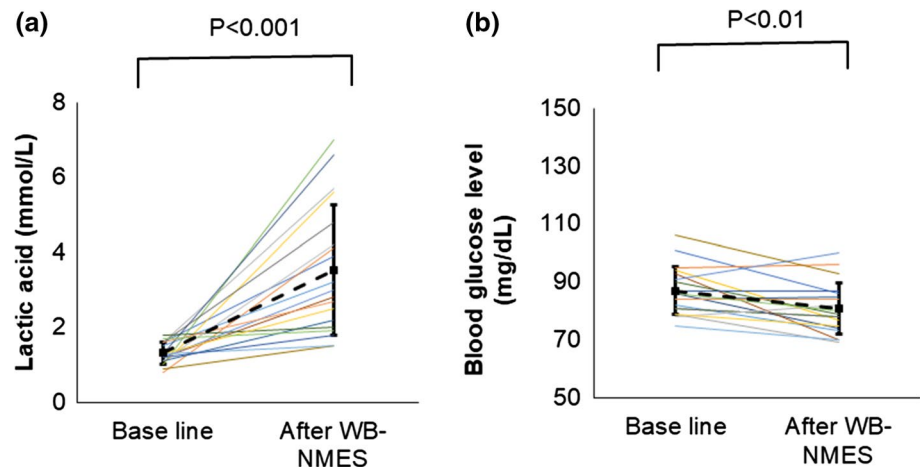 (a)
P<0.001
Lactic acid (mmol/L)
8
6
4
2
0
Base line
After WB-
NMES
(b)
P<0.01
Blood glucose level
(mg/dL)
150
130
110
90
70
50
Base line
After WB-
NMES